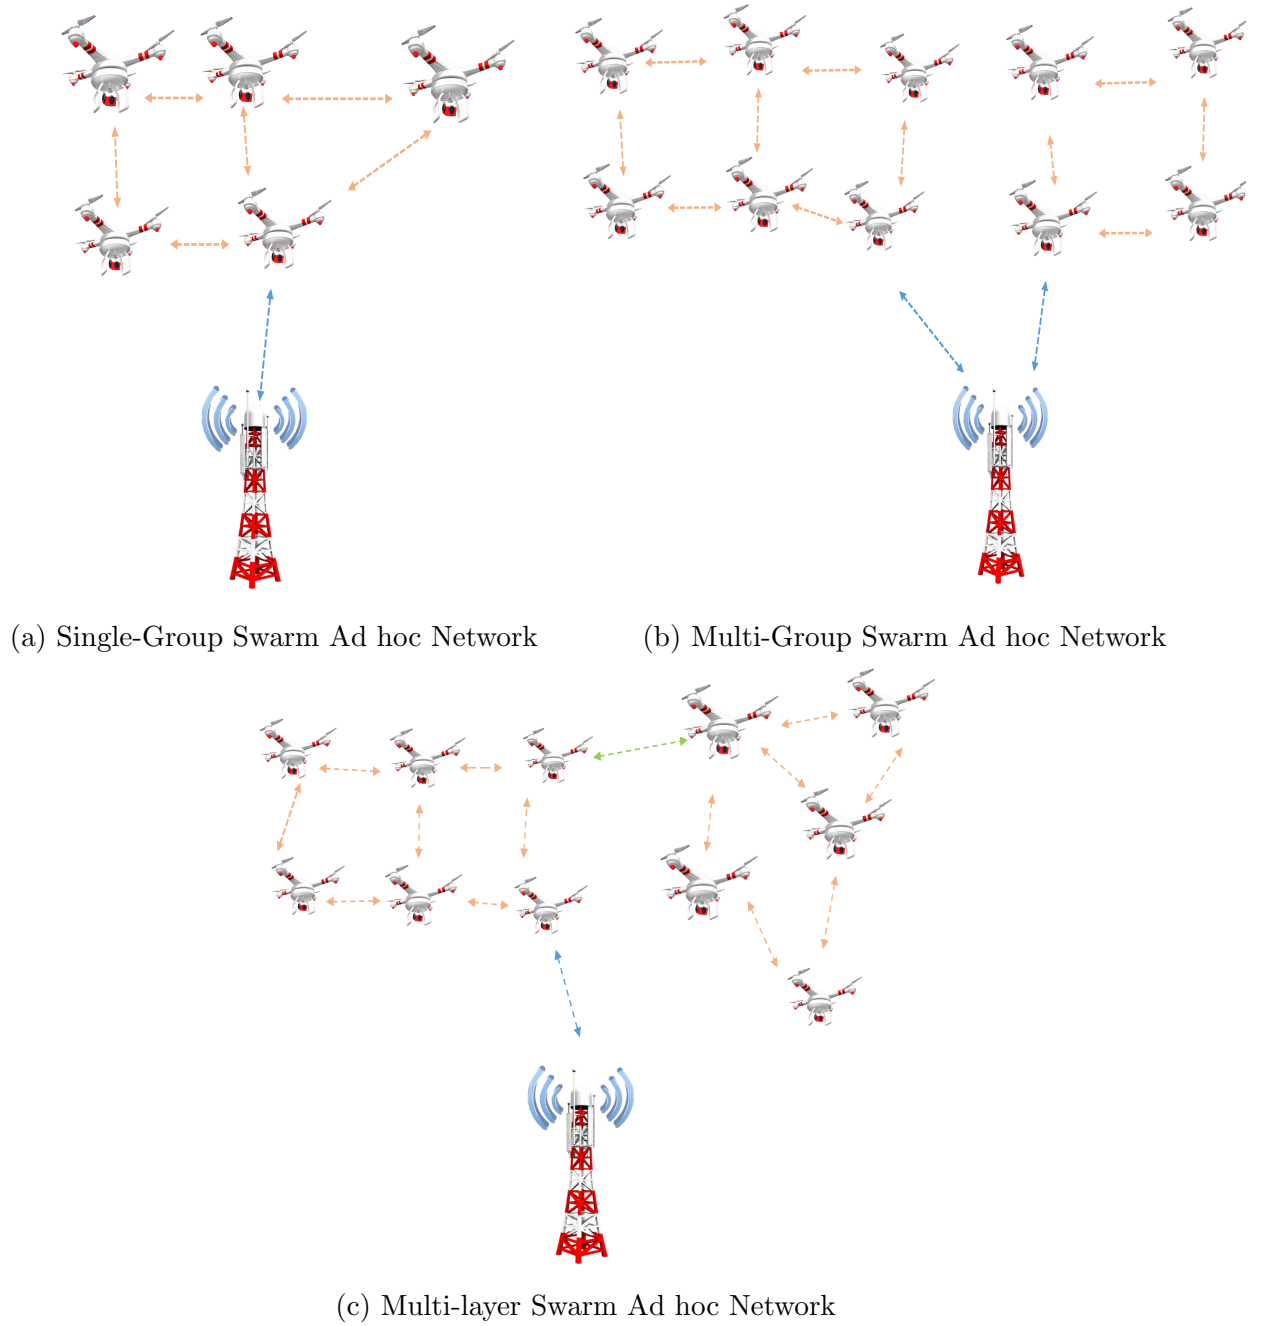 (a) Single-Group Swarm Ad hoc Network
(b) Multi-Group Swarm Ad hoc Network
(c) Multi-layer Swarm Ad hoc Network